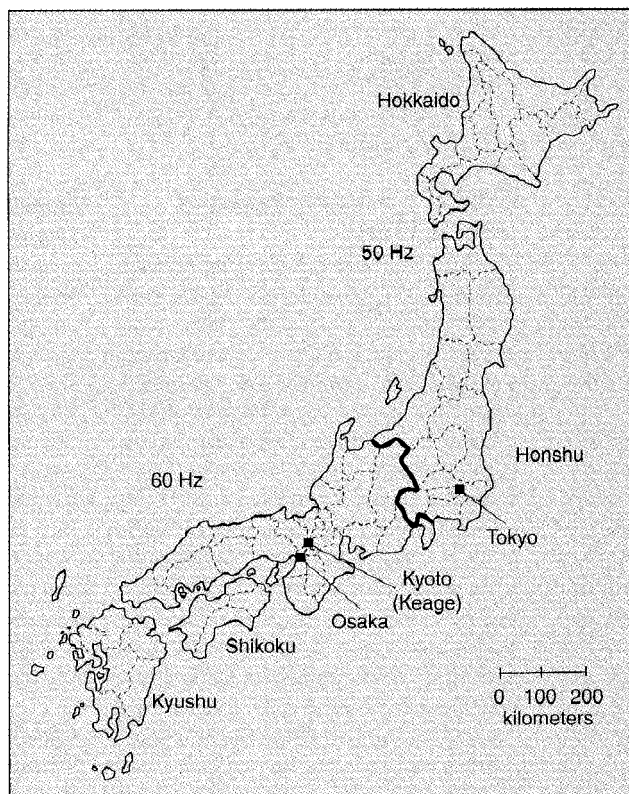 Hokkaido
50 Hz
Honshu
60 Hz
Tokyo
Kyoto
(Keage)
Osaka
Shikoku
Kyushu
0 100 200
kilometers